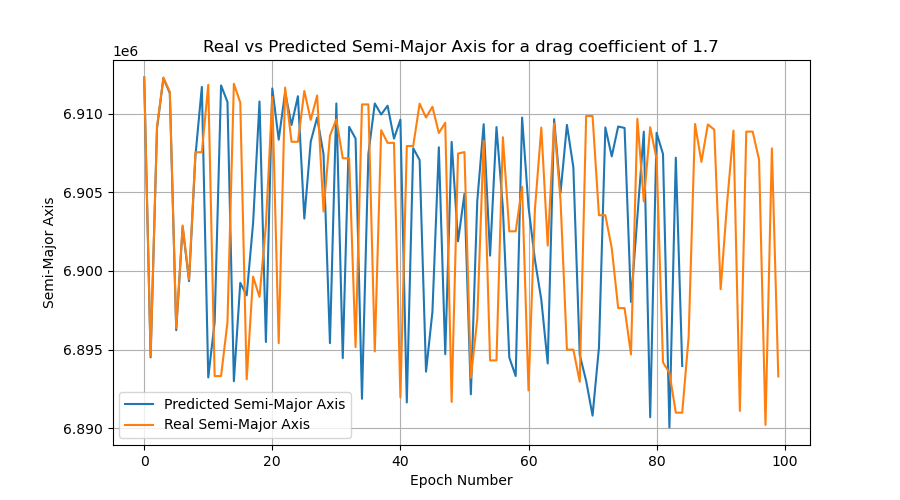 Real vs Predicted Semi-Major Axis for a drag coefficient of 1.7
1e6
6.910
6.905
6.900
6.895
6.890
Semi-Major Axis
Predicted Semi-Major Axis
Real Semi-Major Axis
0 20 40 60 80 100
Epoch Number